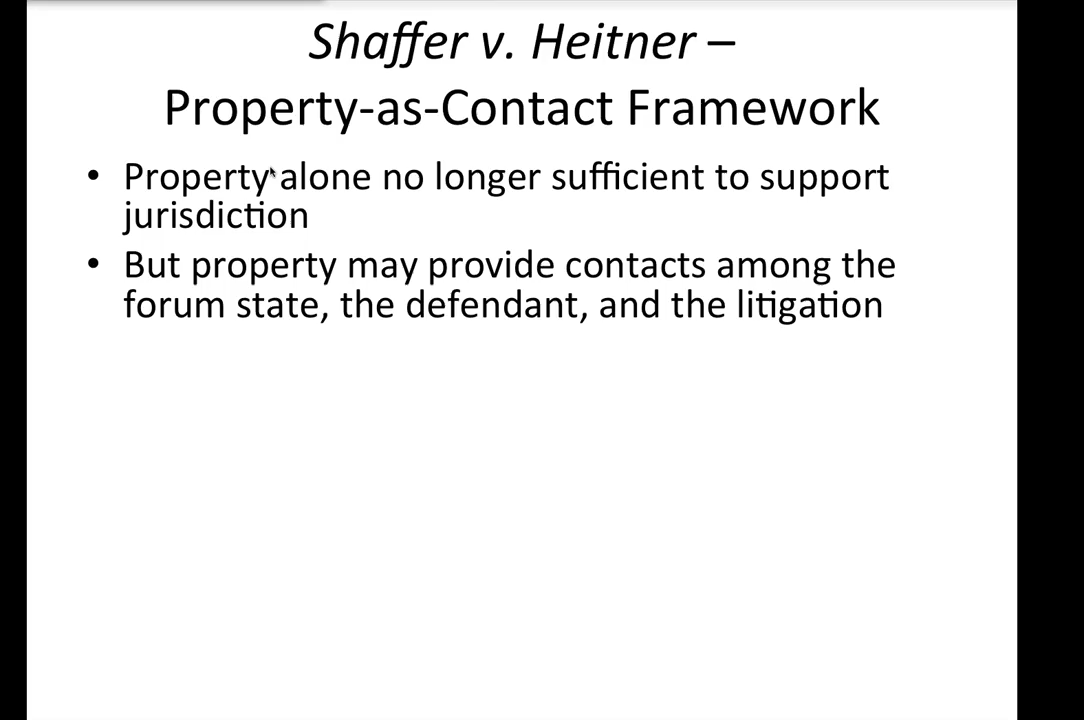 Shaffer v. Heitner –
Property-as-Contact Framework
• Property alone no longer sufficient to support
jurisdiction
• But property may provide contacts among the
forum state, the defendant, and the litigation